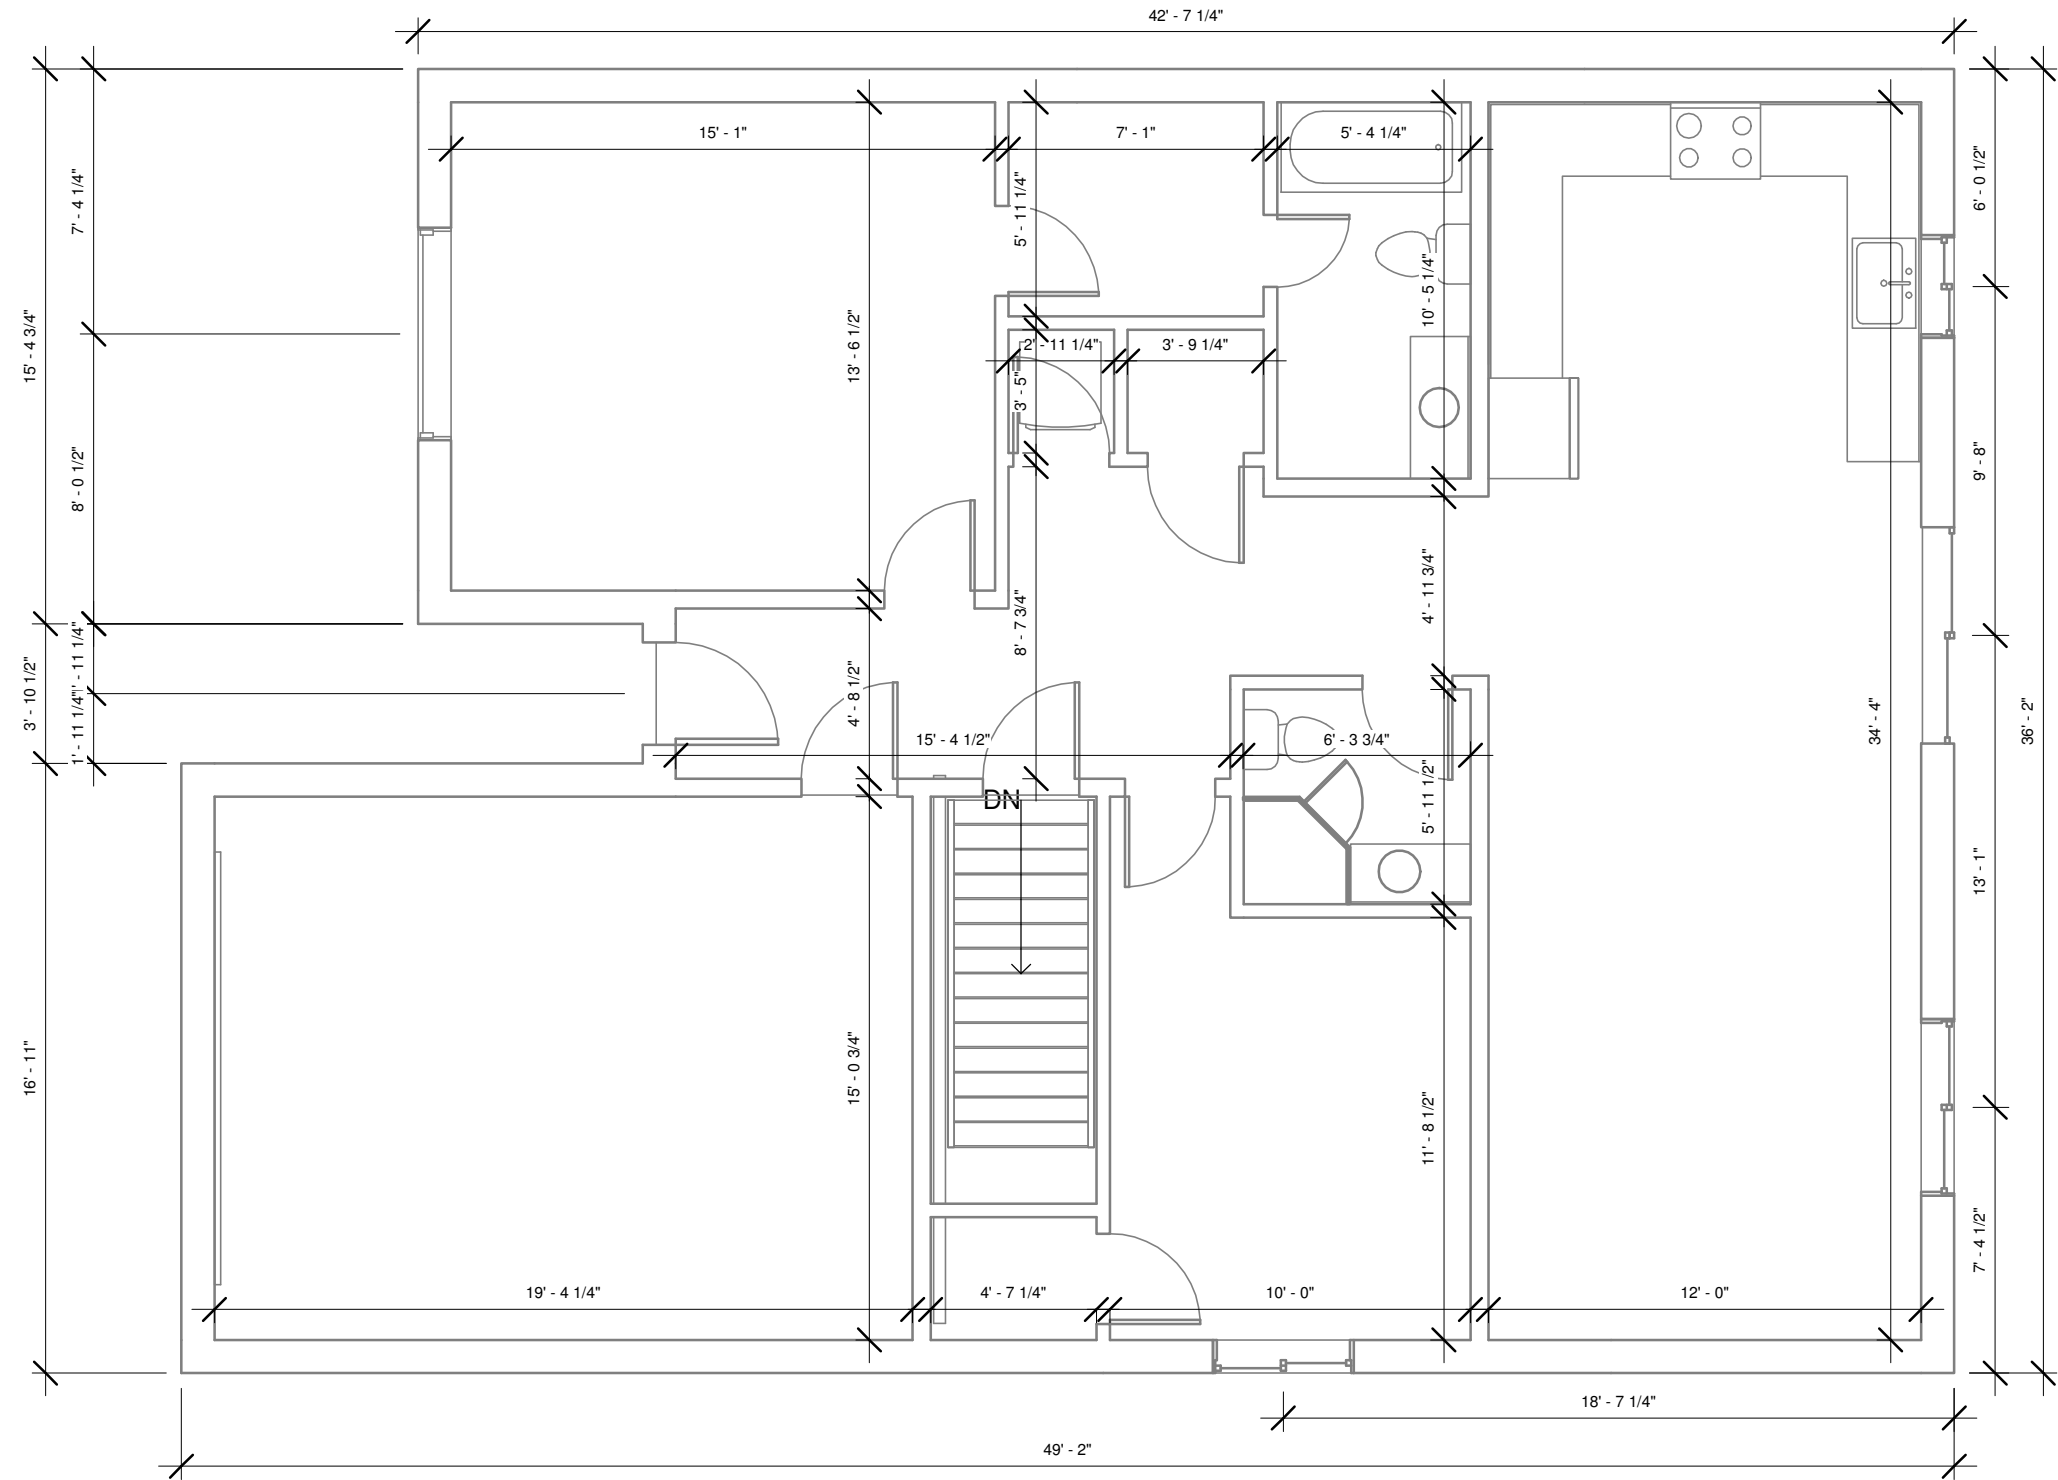 42' - 7 1/4"
15' - 1"
7' - 1"
5' - 4 1/4"
7' - 4 1/4"
5' - 11 1/4"
6' - 0 1/2"
10' - 5 1/4"
15' - 4 3/4"
13' - 6 1/2"
2' - 11 1/4"
3' - 9 1/4"
3' - 5"
8' - 0 1/2"
9' - 8"
4' - 11 3/4"
8' - 7 3/4"
1' - 11 1/4"
3' - 10 1/2"
4' - 8 1/2"
1' - 11 1/4"
34' - 4"
36' - 2"
15' - 4 1/2"
6' - 3 3/4"
5' - 11 1/2"
DN
13' - 1"
16' - 11"
15' - 0 3/4"
11' - 8 1/2"
7' - 4 1/2"
19' - 4 1/4"
4' - 7 1/4"
10' - 0"
12' - 0"
18' - 7 1/4"
49' - 2"